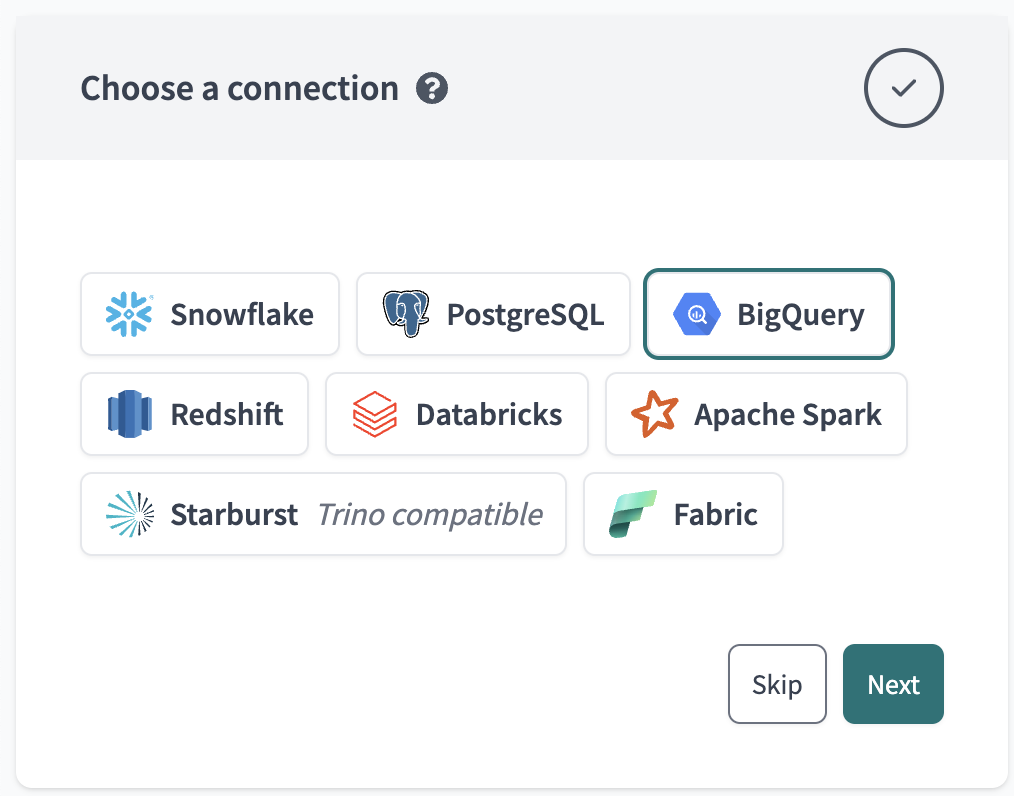 Choose a connection ?
Snowflake PostgreSQL BigQuery
Redshift Databricks Apache Spark
Starburst Trino compatible Fabric
Skip Next